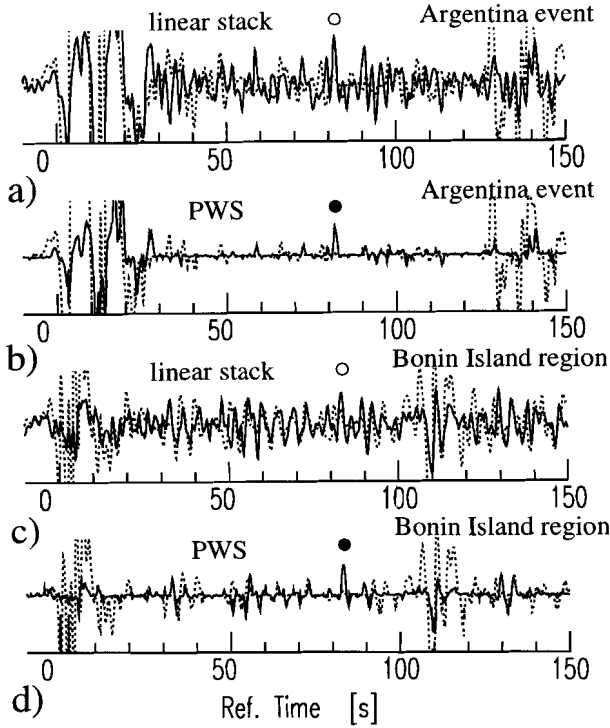 linear stack Argentina event
0 50 100 150
a)
PWS Argentina event
0 50 100 150
b)
linear stack Bonin Island region
0 50 100 150
c)
PWS Bonin Island region
0 50 100 150
d)
Ref. Time [s]